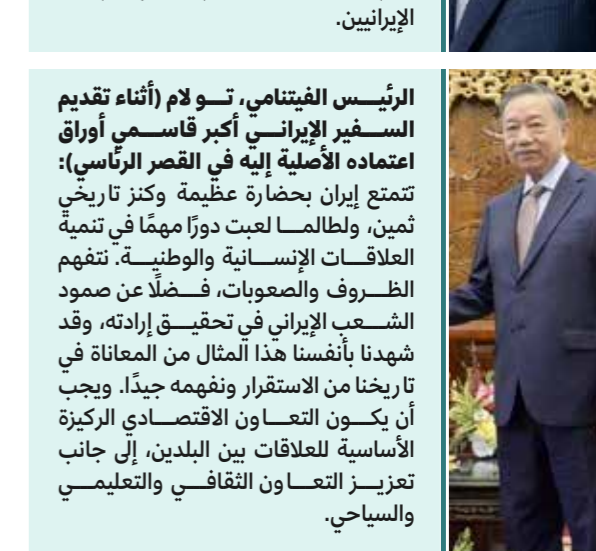 الإيرانيين.
الرئيس الفيتنامي، تو لام (أثناء تقديم
السفير الإيراني أكبر قاسمي أوراق
اعتماده الأصلية إليه في القصر الرئاسي):
تتمتع إيران بحضارة عظيمة وكنز تاريخي
ثمين، ولطالما لعبت دورًا مهمًا في تنمية
العلاقات الإنسانية والوطنية. نتفهم
الظروف والصعوبات، فضلًا عن صمود
الشعب الإيراني في تحقيق إرادته، وقد
شهدنا بأنفسنا هذا المثال من المعاناة في
تاريخنا من الاستقرار ونفهمه جيدًا. ويجب
أن يكون التعاون الاقتصادي الركيزة
الأساسية للعلاقات بين البلدين، إلى جانب
تعزيز التعاون الثقافي والتعليمي
والسياحي.